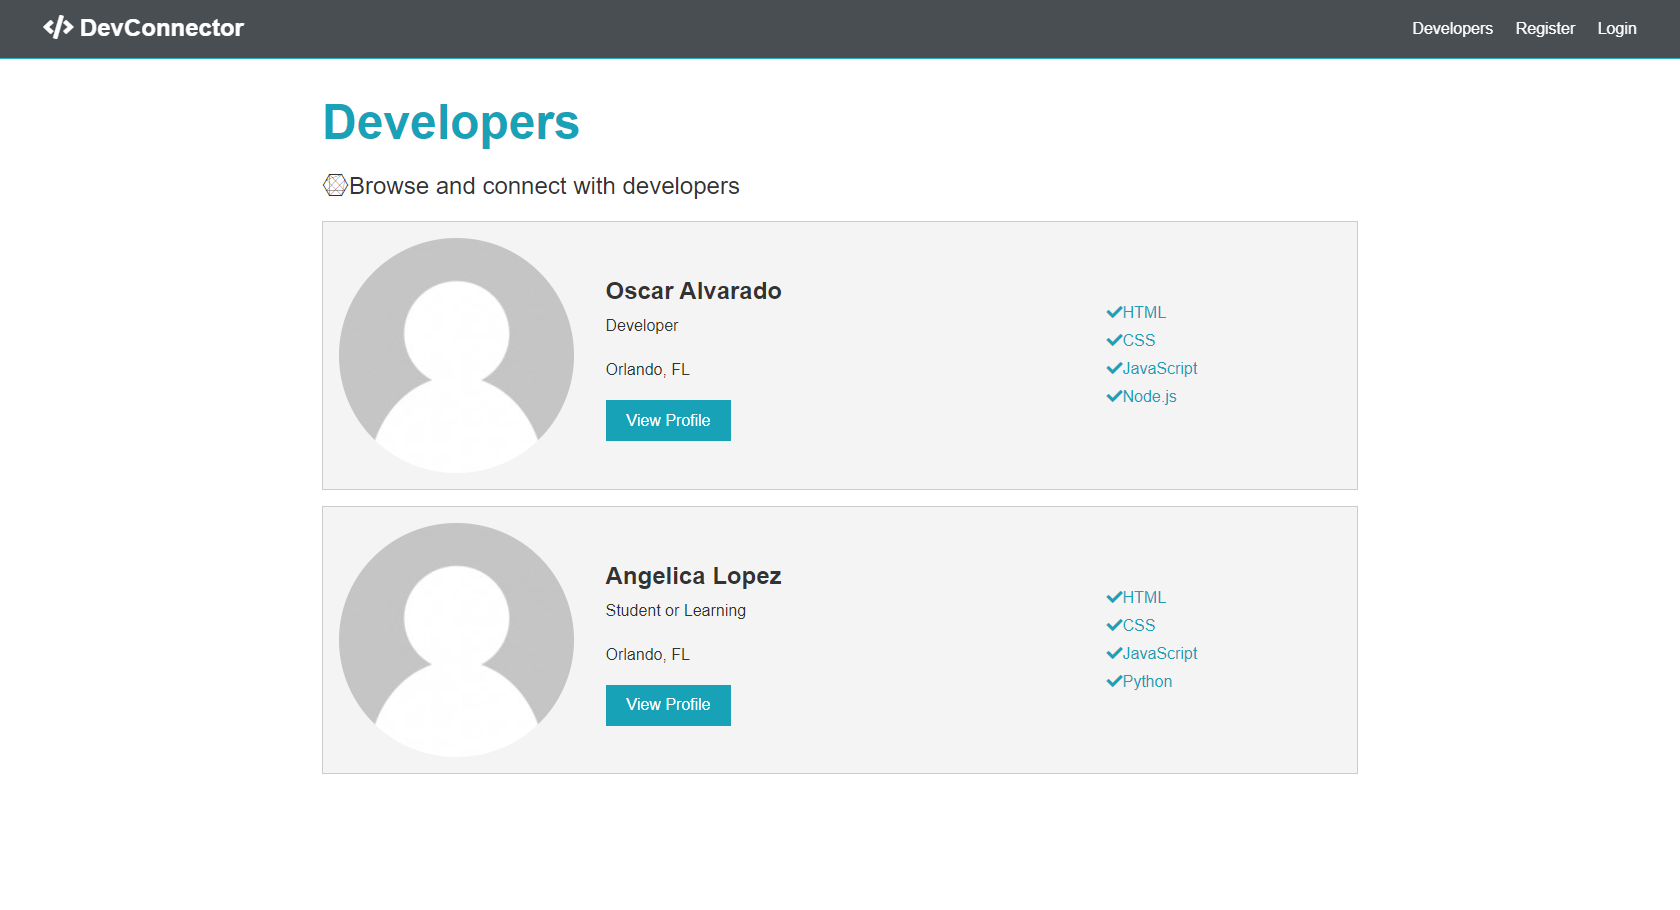 DevConnector
Developers Register Login
Developers
Browse and connect with developers
Oscar Alvarado
Developer
Orlando, FL
View Profile
HTML
CSS
JavaScript
Node.js
Angelica Lopez
Student or Learning
Orlando, FL
View Profile
HTML
CSS
JavaScript
Python